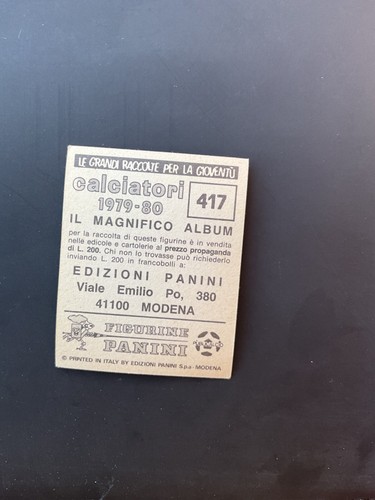 LE GRANDI RACCOLTE PER LA GIOVENTÙ
calciatori
1979-80
417
IL MAGNIFICO ALBUM
per la raccolta di queste figurine è in vendita
nelle edicole e cartolerie al prezzo propaganda
di L. 200. Chi non lo trovasse può richiederlo
inviando L. 200 in francobolli a:
EDIZIONI PANINI
Viale Emilio Po, 380
41100 MODENA
FIGURINE
PANINI
© PRINTED IN ITALY BY EDIZIONI PANINI S.p.a - MODENA